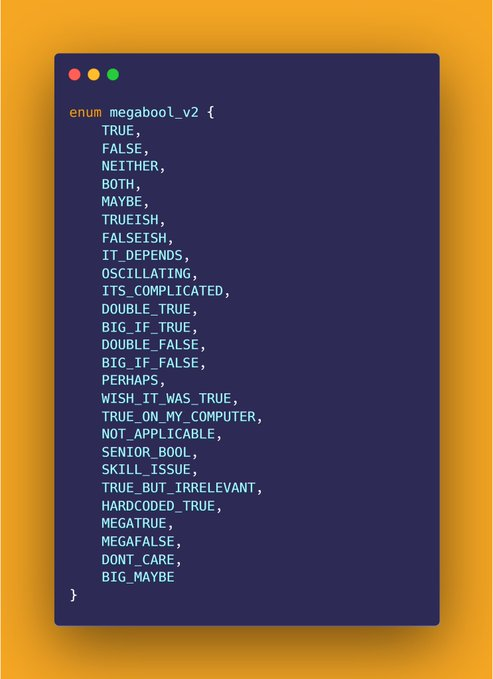 enum megabool_v2 {
    TRUE,
    FALSE,
    NEITHER,
    BOTH,
    MAYBE,
    TRUEISH,
    FALSEISH,
    IT_DEPENDS,
    OSCILLATING,
    ITS_COMPLICATED,
    DOUBLE_TRUE,
    BIG_IF_TRUE,
    DOUBLE_FALSE,
    BIG_IF_FALSE,
    PERHAPS,
    WISH_IT_WAS_TRUE,
    TRUE_ON_MY_COMPUTER,
    NOT_APPLICABLE,
    SENIOR_BOOL,
    SKILL_ISSUE,
    TRUE_BUT_IRRELEVANT,
    HARDCODED_TRUE,
    MEGATRUE,
    MEGAFALSE,
    DONT_CARE,
    BIG_MAYBE
}